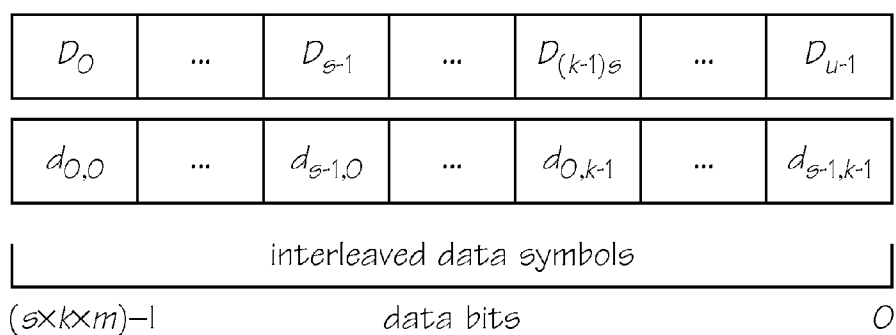 D₀ ... Dₛ₋₁ ... D₍ₖ₋₁₎ₛ ... Dᵤ₋₁
d₀,₀ ... dₛ₋₁,₀ ... d₀,ₖ₋₁ ... dₛ₋₁,ₖ₋₁
interleaved data symbols
(s×k×m)–1 data bits 0